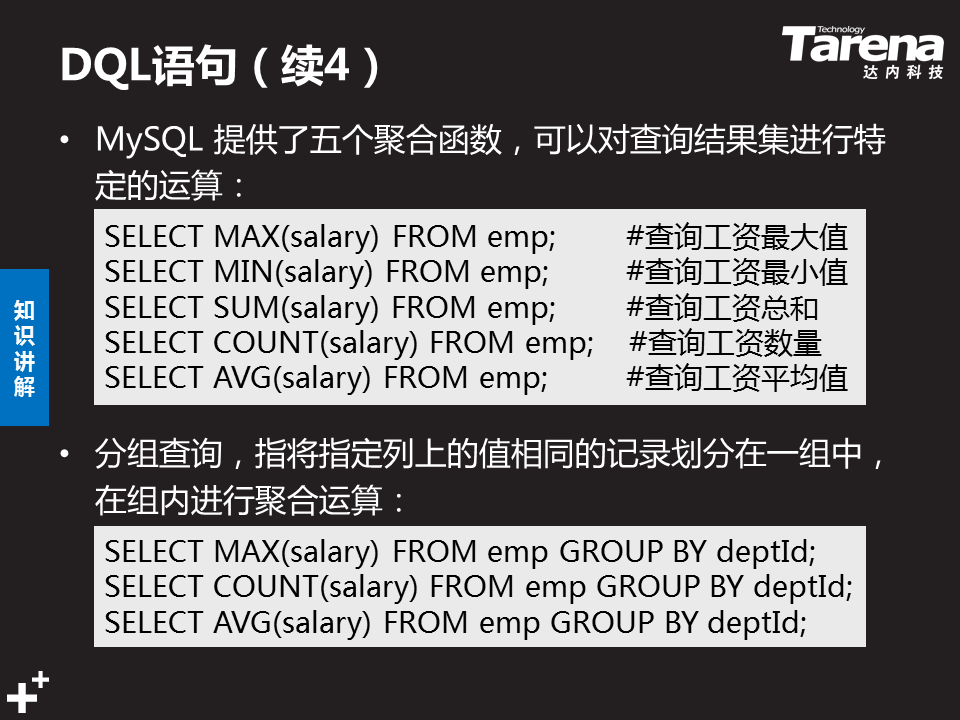 DQL语句（续4）
Technology
Tarena
达内科技
• MySQL 提供了五个聚合函数，可以对查询结果集进行特
定的运算：
SELECT MAX(salary) FROM emp; #查询工资最大值
SELECT MIN(salary) FROM emp; #查询工资最小值
SELECT SUM(salary) FROM emp; #查询工资总和
SELECT COUNT(salary) FROM emp; #查询工资数量
SELECT AVG(salary) FROM emp; #查询工资平均值
知
识
讲
解
• 分组查询，指将指定列上的值相同的记录划分在一组中，
在组内进行聚合运算：
SELECT MAX(salary) FROM emp GROUP BY deptId;
SELECT COUNT(salary) FROM emp GROUP BY deptId;
SELECT AVG(salary) FROM emp GROUP BY deptId;